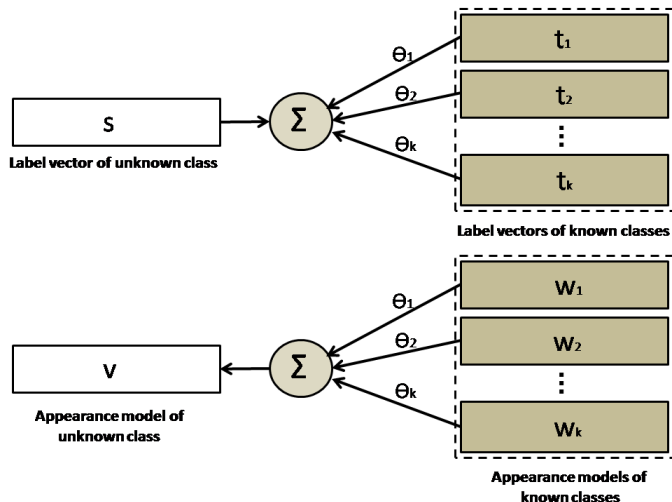 t1
ϴ1
t2
ϴ2
s
Σ
⋮
ϴk
tk
Label vector of unknown class
Label vectors of known classes
w1
ϴ1
w2
ϴ2
v
Σ
⋮
ϴk
wk
Appearance model of
unknown class
Appearance models of
known classes